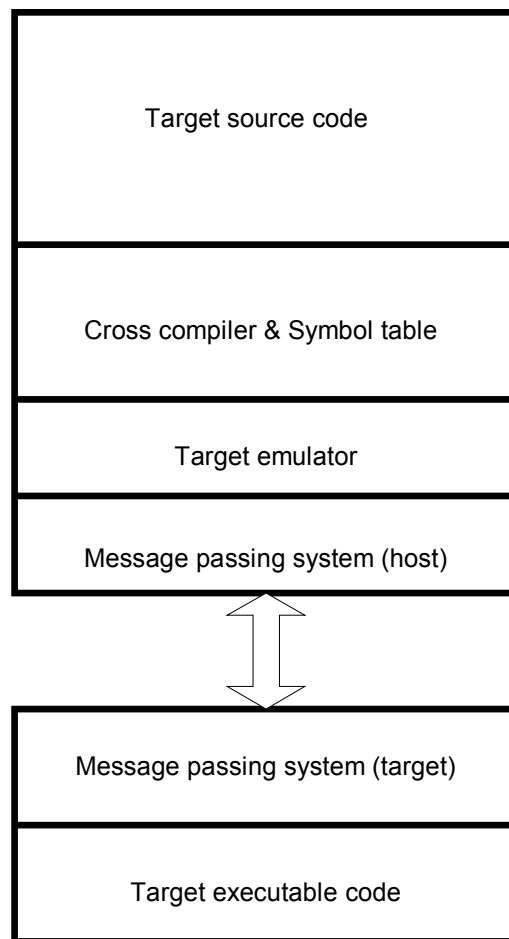 Target source code
Cross compiler & Symbol table
Target emulator
Message passing system (host)
Message passing system (target)
Target executable code